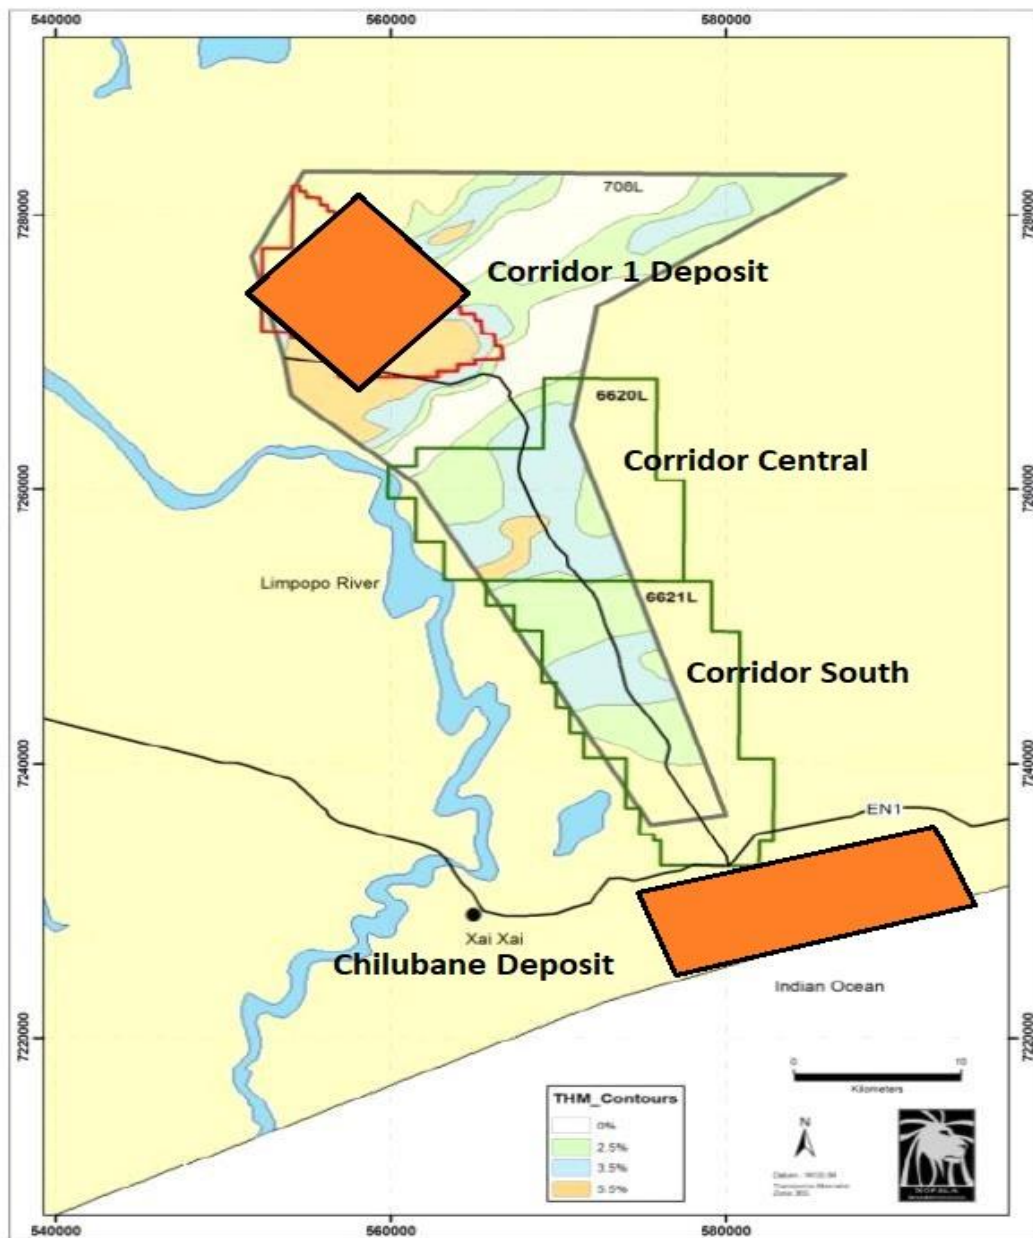 540000 560000 580000
708L
7280000 7280000
Corridor 1 Deposit
6620L
Corridor Central
7260000 7260000
Limpopo River
6621L
Corridor South
7240000 7240000
EN1
Xai Xai
Chilubane Deposit
Indian Ocean
7220000 7220000
0 10
Kilometers
THM_Contours
0%
2.5%
3.5%
5.5%
N
540000 560000 580000